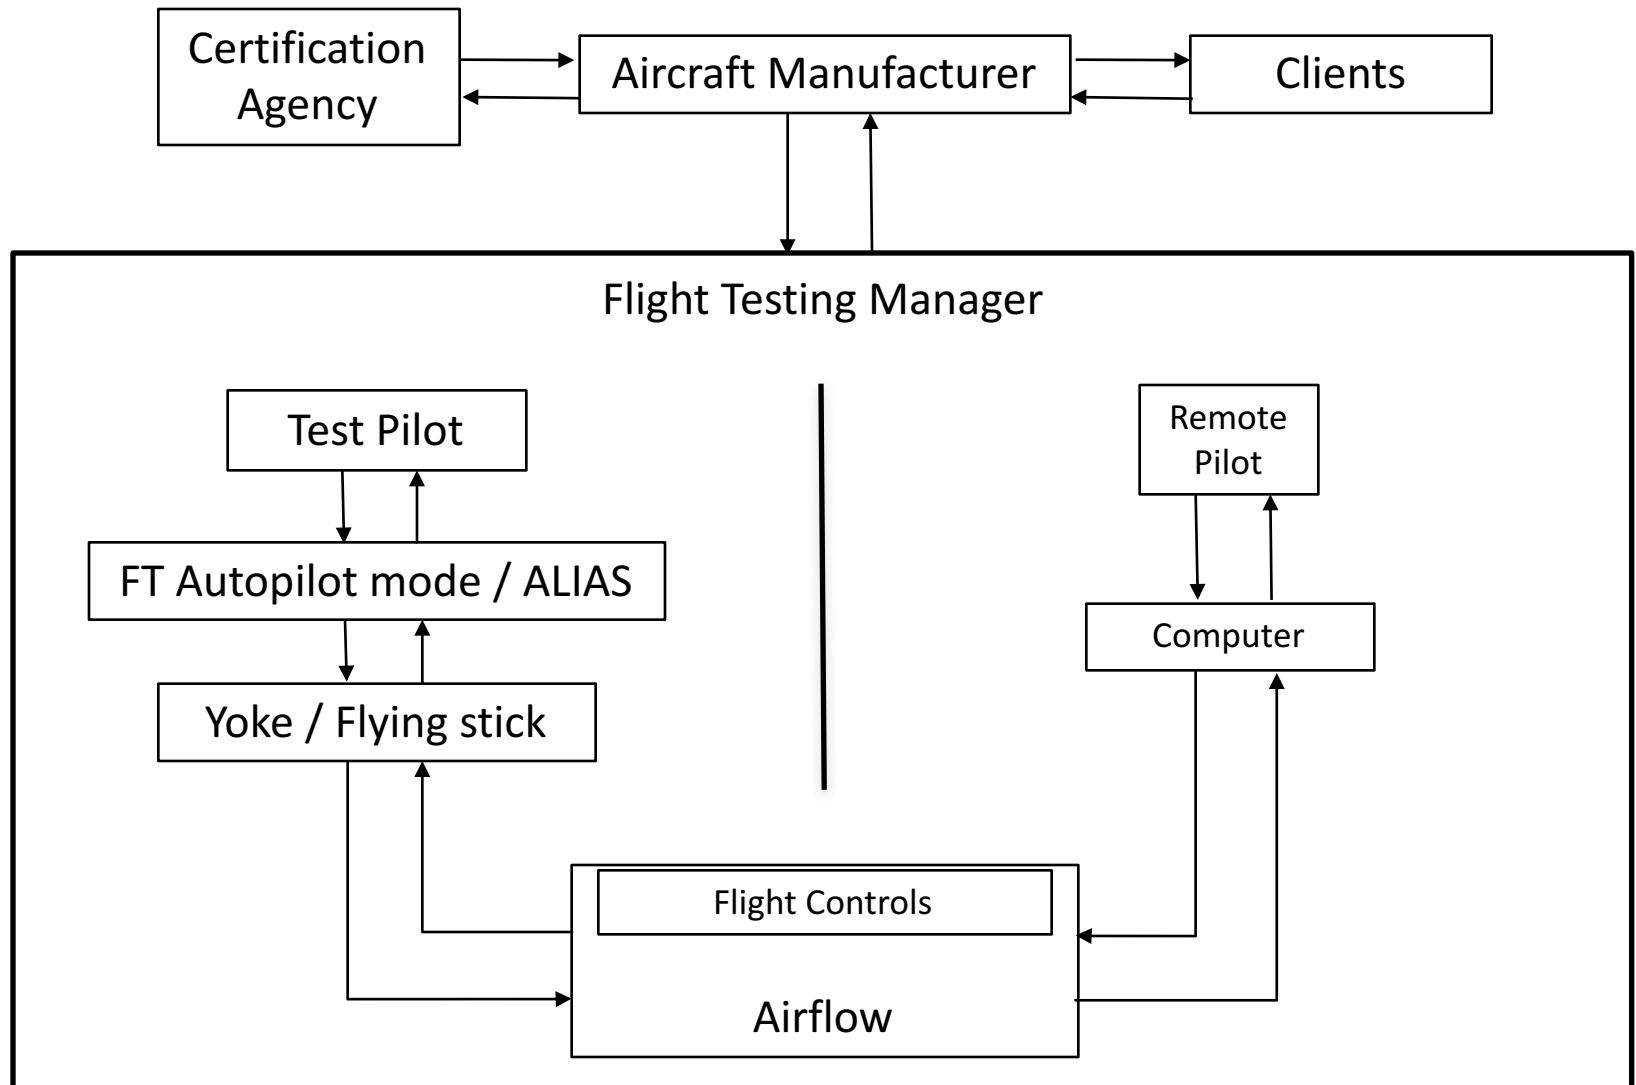 Certification
Agency
Aircraft Manufacturer
Clients
Flight Testing Manager
Test Pilot
Remote
Pilot
FT Autopilot mode / ALIAS
Computer
Yoke / Flying stick
Flight Controls
Airflow